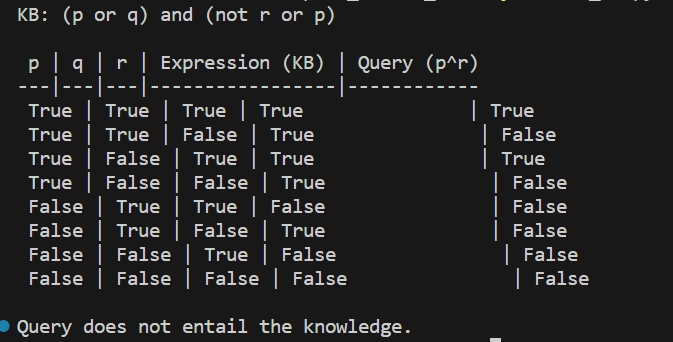 KB: (p or q) and (not r or p)
p | q | r | Expression (KB) | Query (p^r)
---|---|---|-----------------|------------
True | True | True | True | True
True | True | False | True | False
True | False | True | True | True
True | False | False | True | False
False | True | True | False | False
False | True | False | True | False
False | False | True | False | False
False | False | False | False | False
Query does not entail the knowledge.